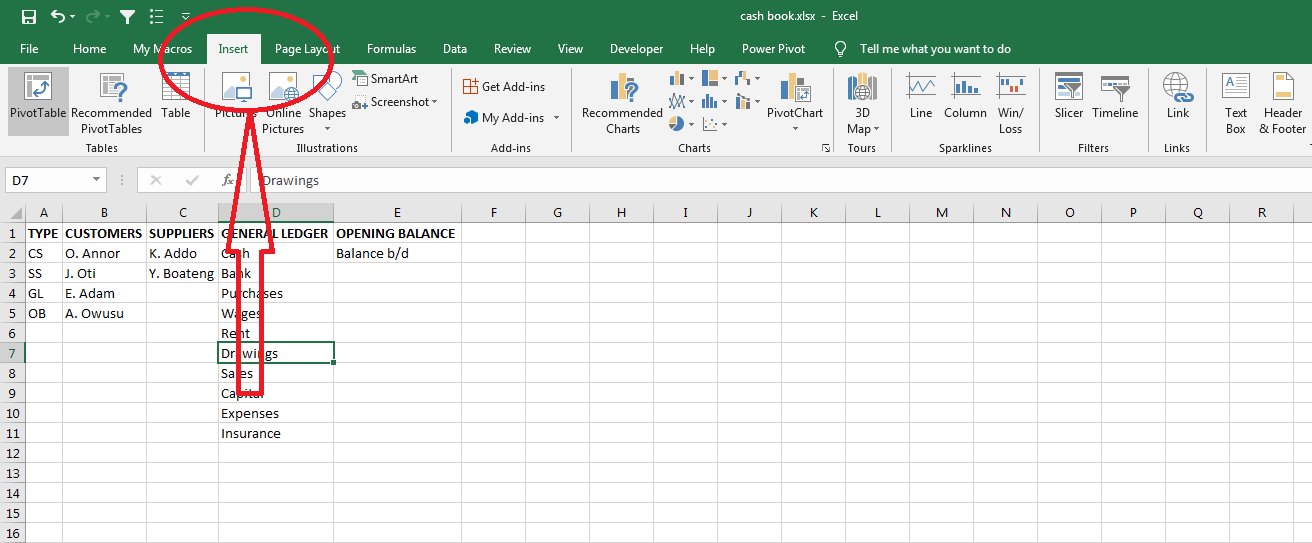 cash book.xlsx - Excel
File Home My Macros Insert Page Layout Formulas Data Review View Developer Help Power Pivot Tell me what you want to do
PivotTable Recommended PivotTables Table
Tables
Pictures Online Pictures Shapes SmartArt Screenshot
Illustrations
Get Add-ins
My Add-ins
Add-ins
Recommended Charts PivotChart
Charts
3D Map
Tours
Line Column Win/Loss
Sparklines
Slicer Timeline
Filters
Link
Links
Text Box Header & Footer
D7 fx Drawings
A B C D E F G H I J K L M N O P Q R
1 TYPE CUSTOMERS SUPPLIERS GENERAL LEDGER OPENING BALANCE
2 CS O. Annor K. Addo Cash Balance b/d
3 SS J. Oti Y. Boateng Bank
4 GL E. Adam Purchases
5 OB A. Owusu Wages
6 Rent
7 Drawings
8 Sales
9 Capital
10 Expenses
11 Insurance
12
13
14
15
16